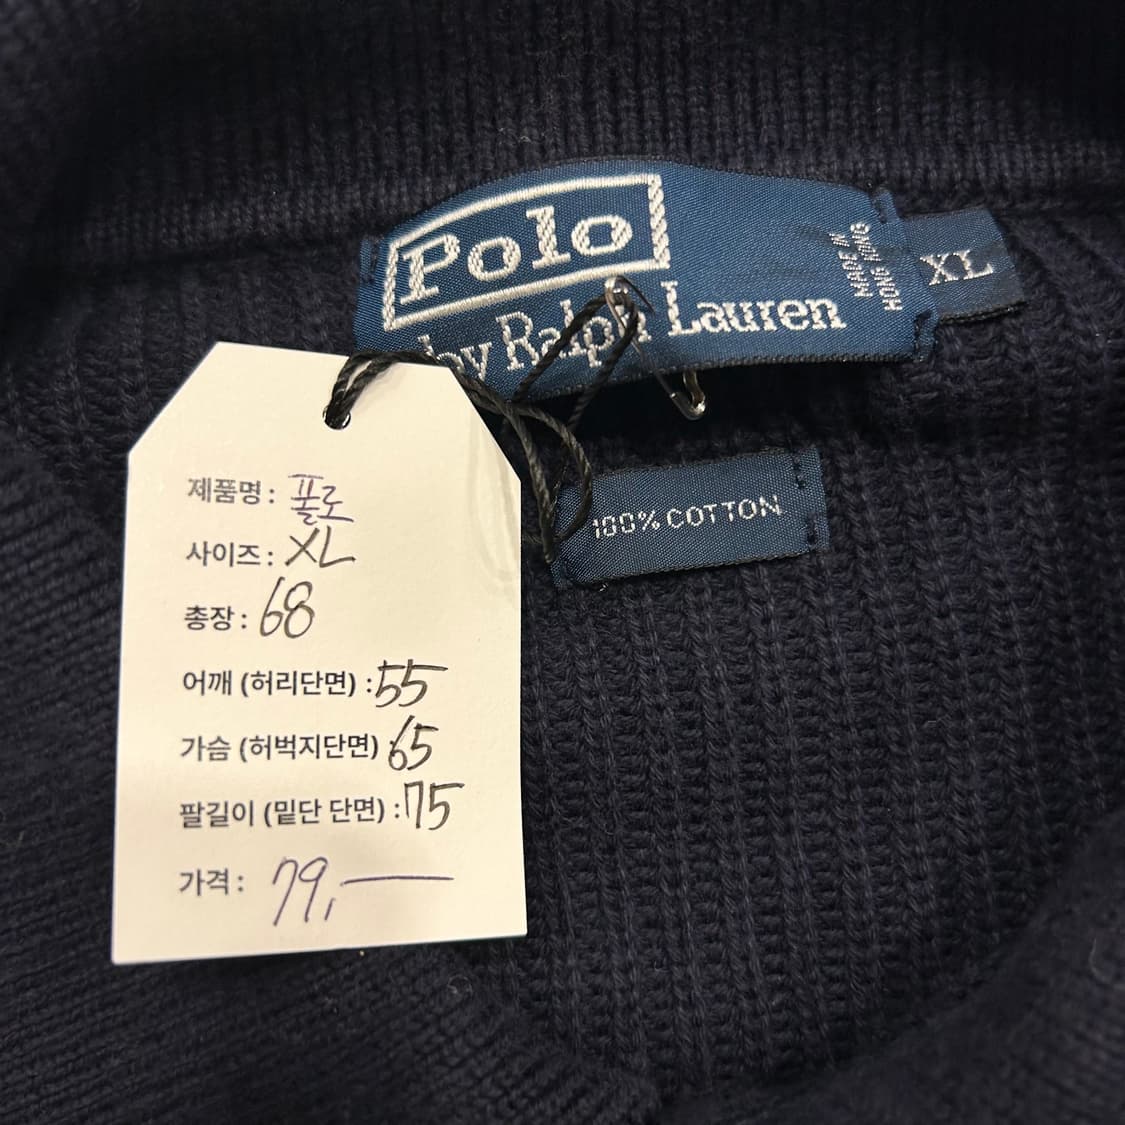 Polo
by Ralph Lauren
MADE IN
HONG KONG
XL
100% COTTON
제품명 : 폴로
사이즈 : XL
총장 : 68
어깨 (허리단면) : 55
가슴 (허벅지단면) : 65
팔길이 (밑단 단면) : 75
가격 : 79,—